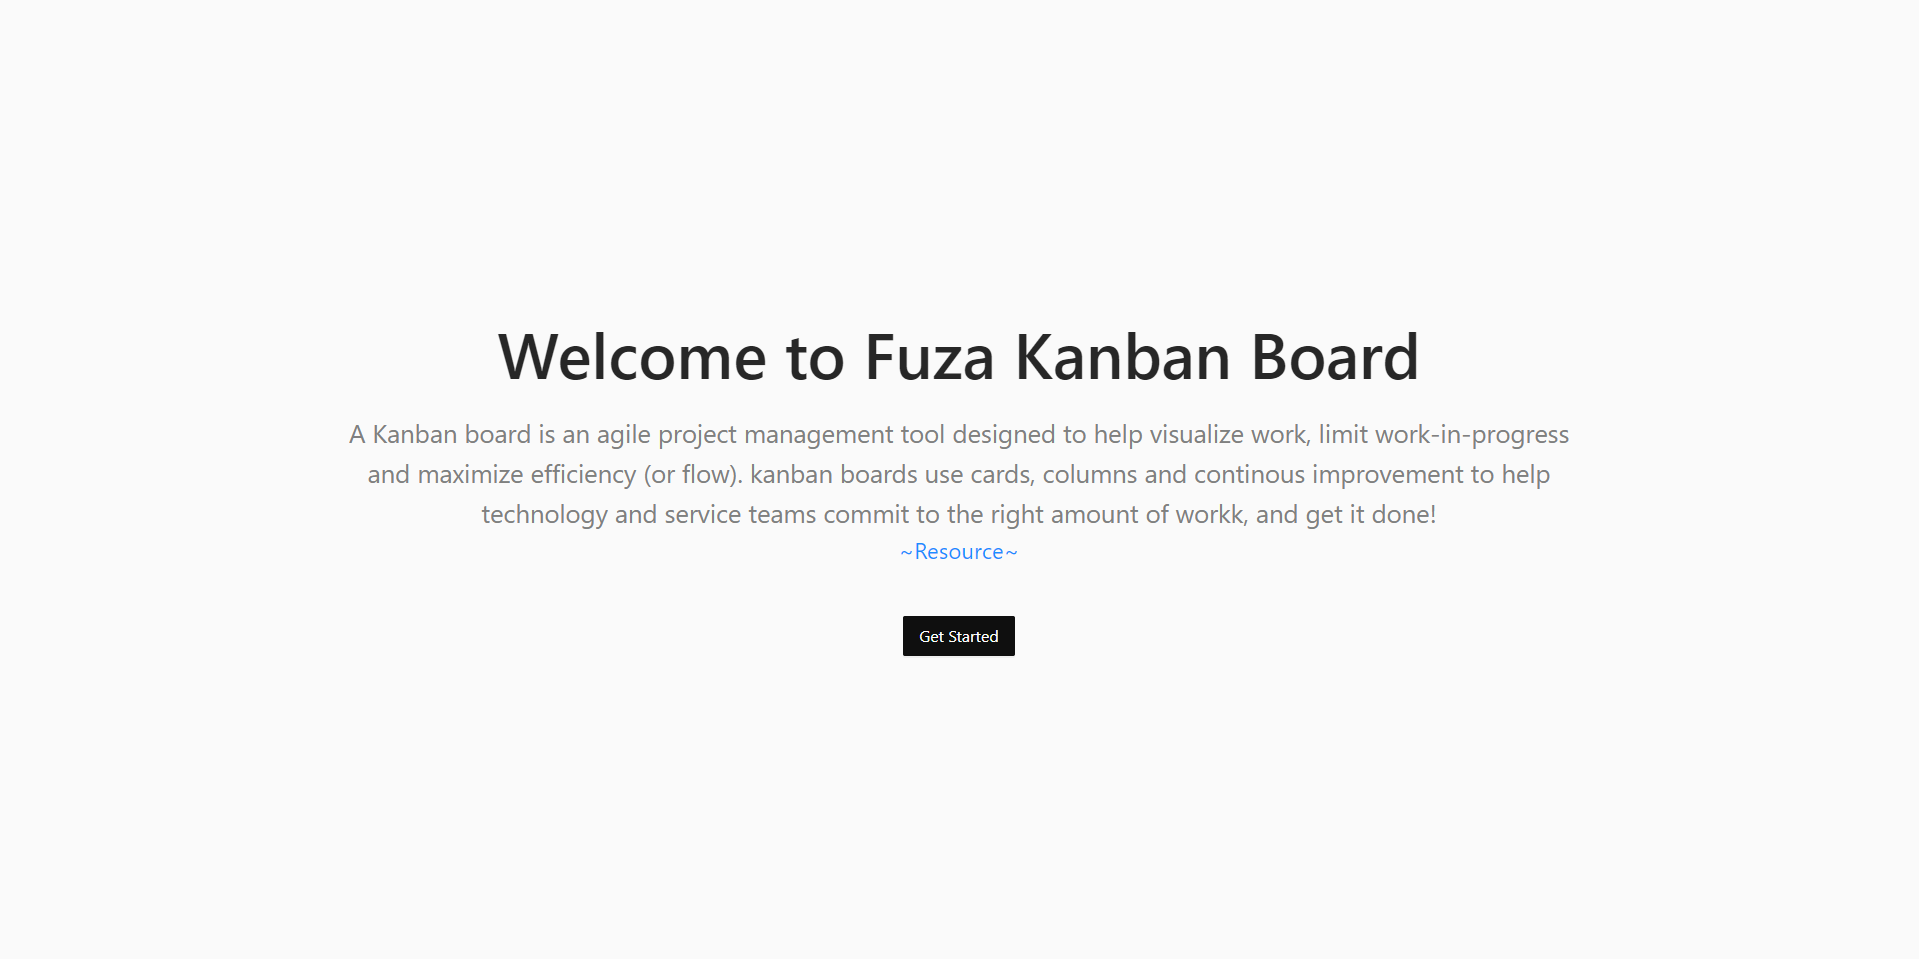 Welcome to Fuza Kanban Board
A Kanban board is an agile project management tool designed to help visualize work, limit work-in-progress
and maximize efficiency (or flow). kanban boards use cards, columns and continous improvement to help
technology and service teams commit to the right amount of workk, and get it done!
~Resource~
Get Started